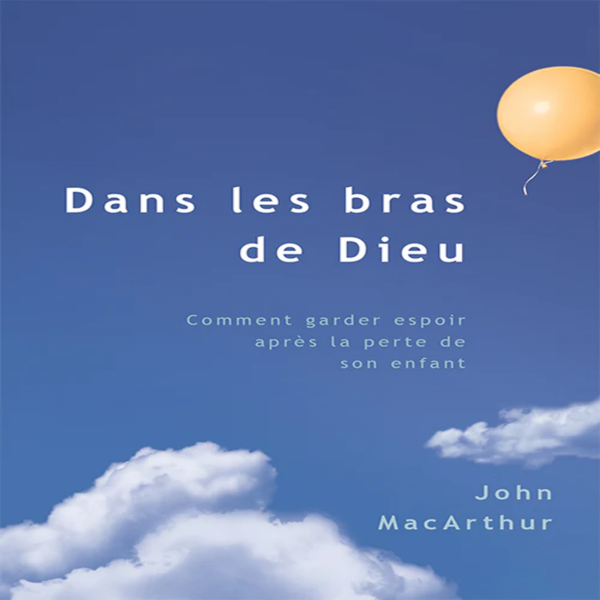 Dans les bras
de Dieu
Comment garder espoir
après la perte de
son enfant
John
MacArthur